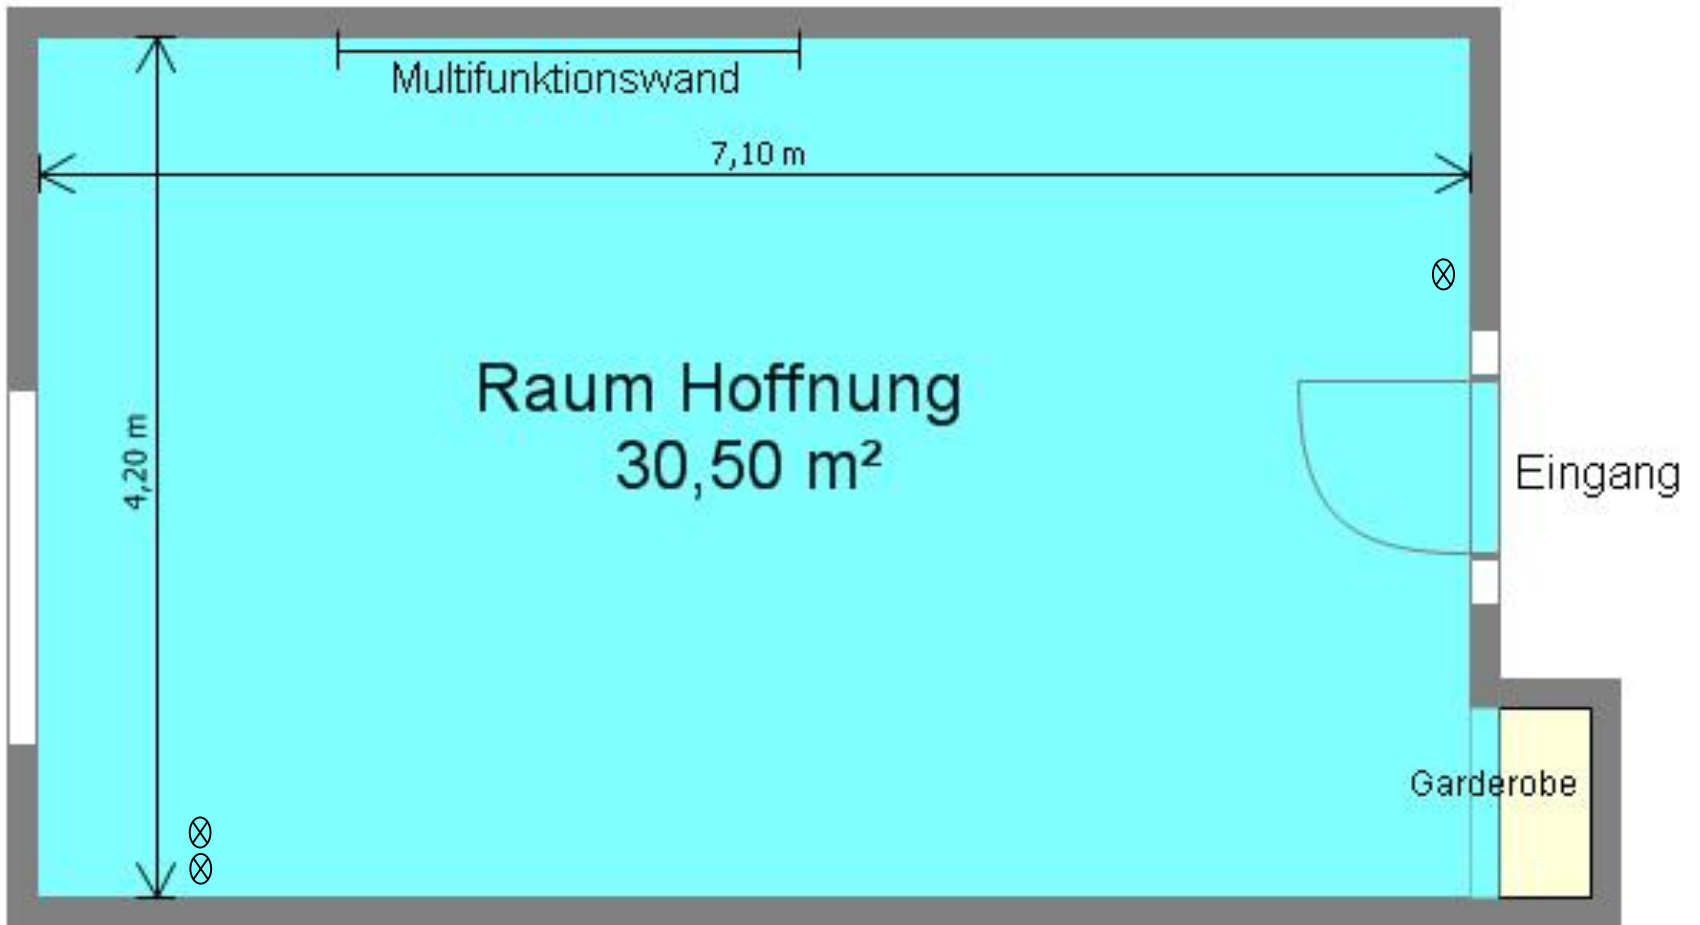 Multifunktionswand
7,10 m
Raum Hoffnung
30,50 m²
4,20 m
Eingang
Garderobe